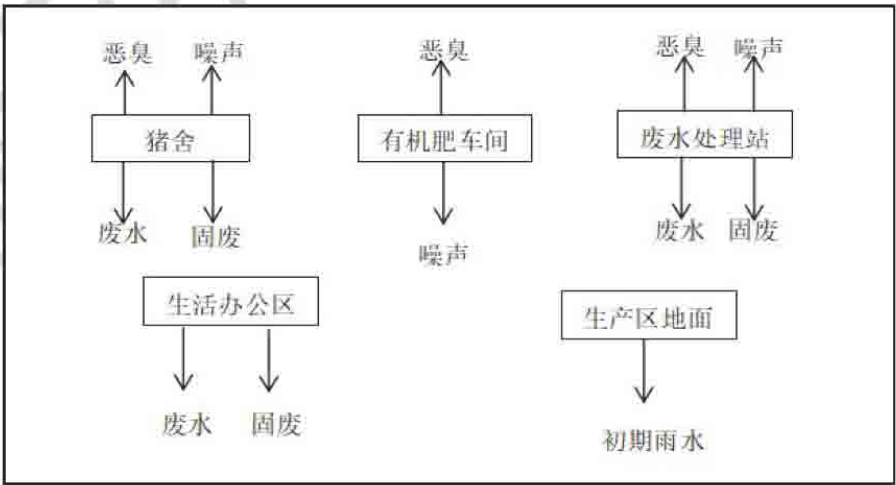 恶臭 噪声
恶臭
恶臭 噪声
猪舍
有机肥车间
废水处理站
废水 固废
噪声
废水 固废
生活办公区
生产区地面
废水 固废
初期雨水